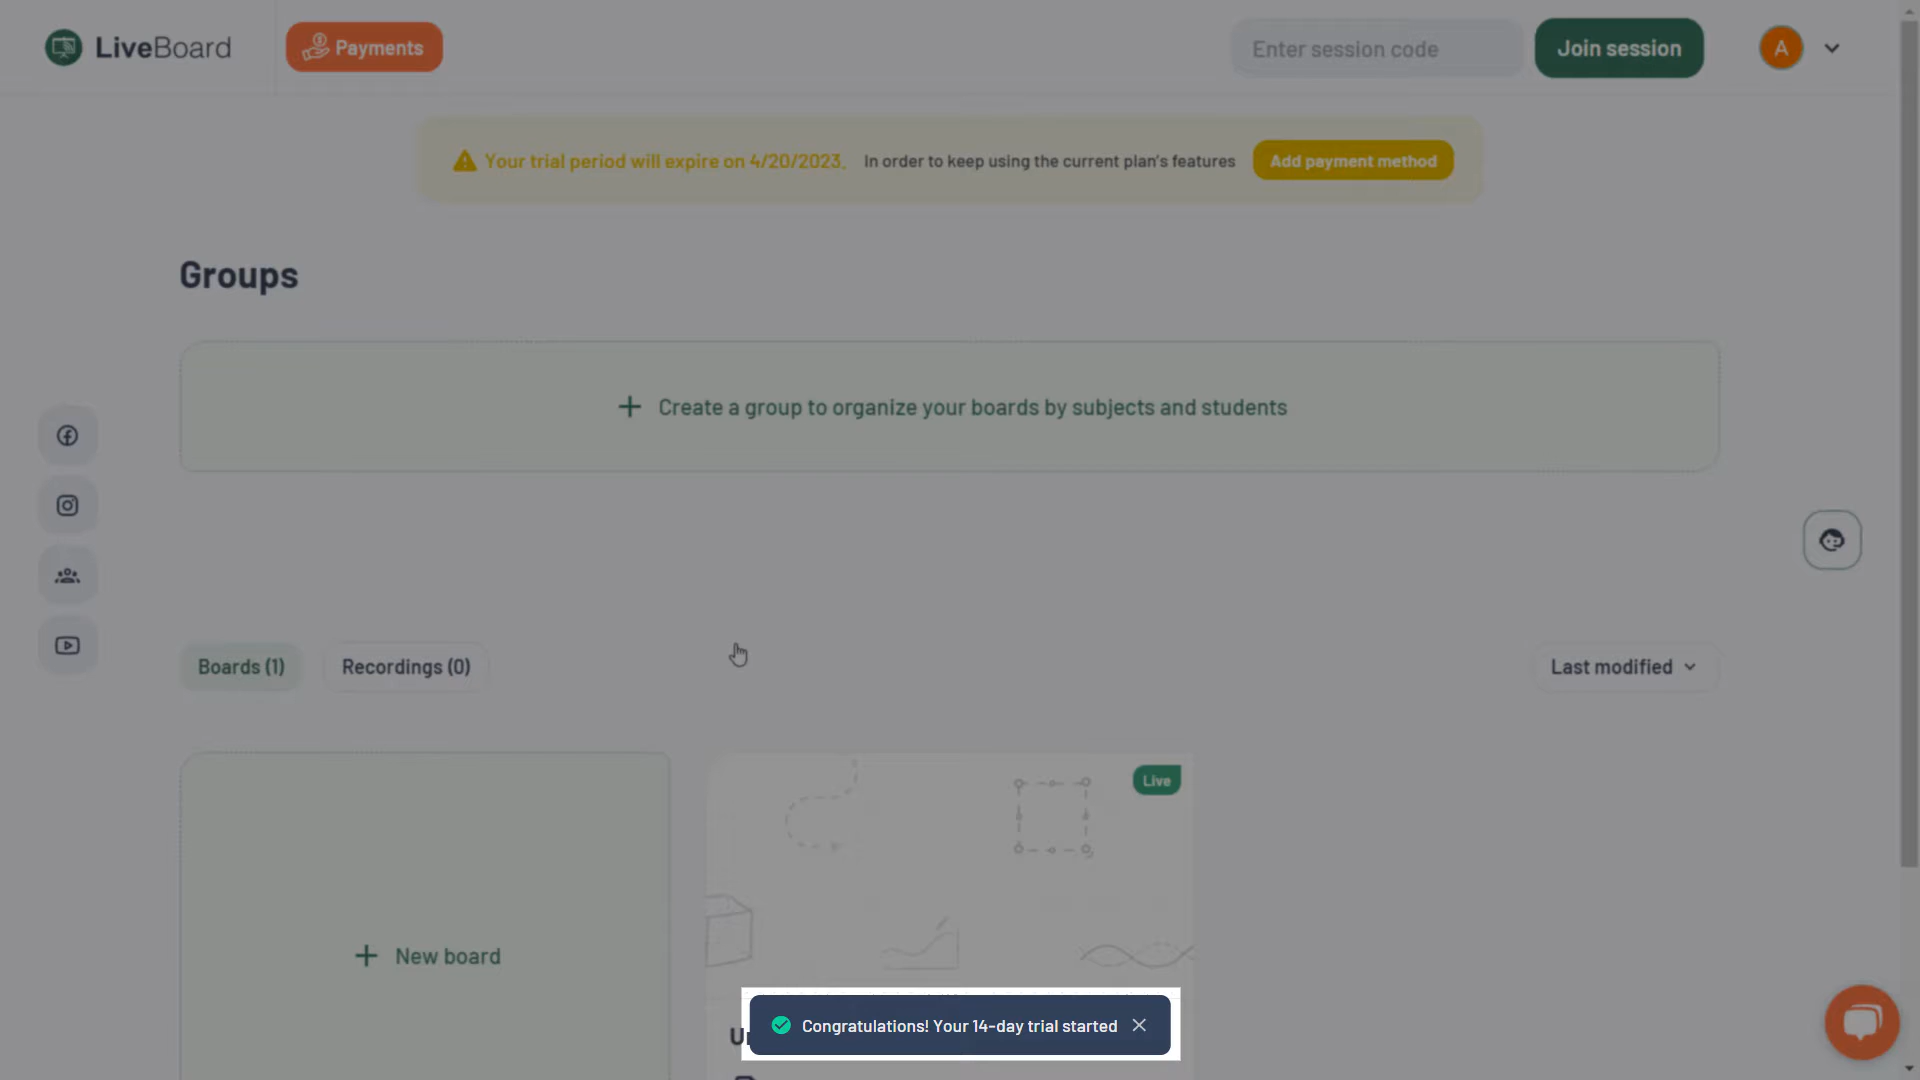 LiveBoard
Payments
Enter session code
Join session
A
Your trial period will expire on 4/20/2023. In order to keep using the current plan's features
Add payment method
Groups
Create a group to organize your boards by subjects and students
Boards (1)
Recordings (0)
Last modified
Live
New board
Congratulations! Your 14-day trial started